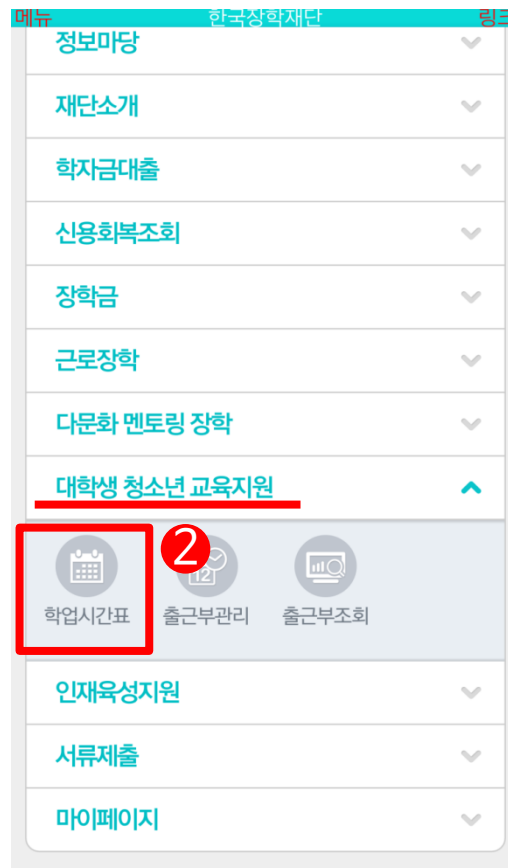 메뉴 한국장학재단 링크
정보마당
재단소개
학자금대출
신용회복조회
장학금
근로장학
다문화 멘토링 장학
대학생 청소년 교육지원
2
12
학업시간표 출근부관리 출근부조회
인재육성지원
서류제출
마이페이지